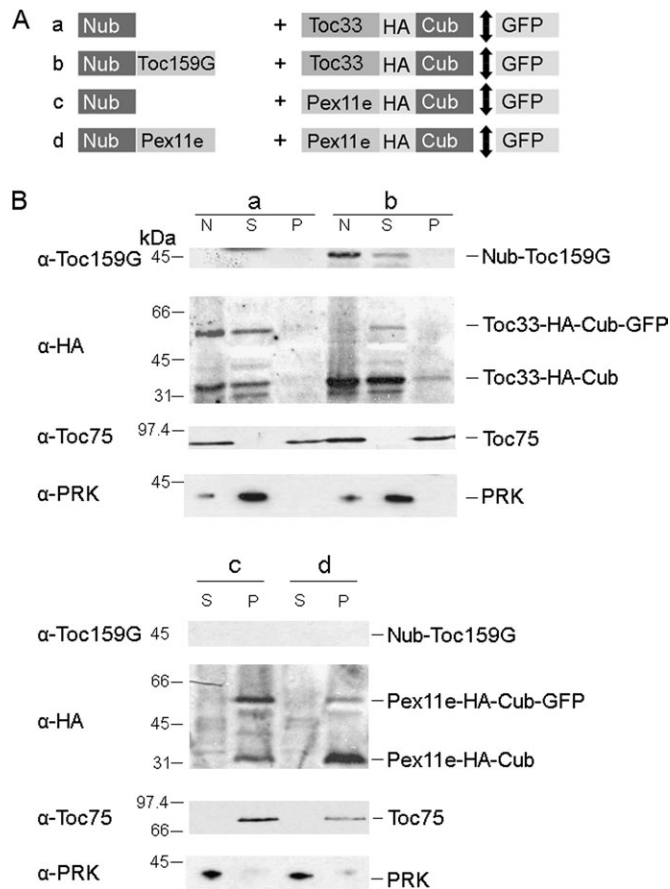 A
a Nub + Toc33 HA Cub GFP
b Nub Toc159G + Toc33 HA Cub GFP
c Nub + Pex11e HA Cub GFP
d Nub Pex11e + Pex11e HA Cub GFP
B
a b
kDa N S P N S P
α-Toc159G 45 Nub-Toc159G
66
α-HA Toc33-HA-Cub-GFP
45
31 Toc33-HA-Cub
97.4
α-Toc75 Toc75
45
α-PRK PRK
c d
S P S P
α-Toc159G 45 Nub-Toc159G
66
Pex11e-HA-Cub-GFP
α-HA 45
31 Pex11e-HA-Cub
97.4
α-Toc75 Toc75
66
45
α-PRK PRK